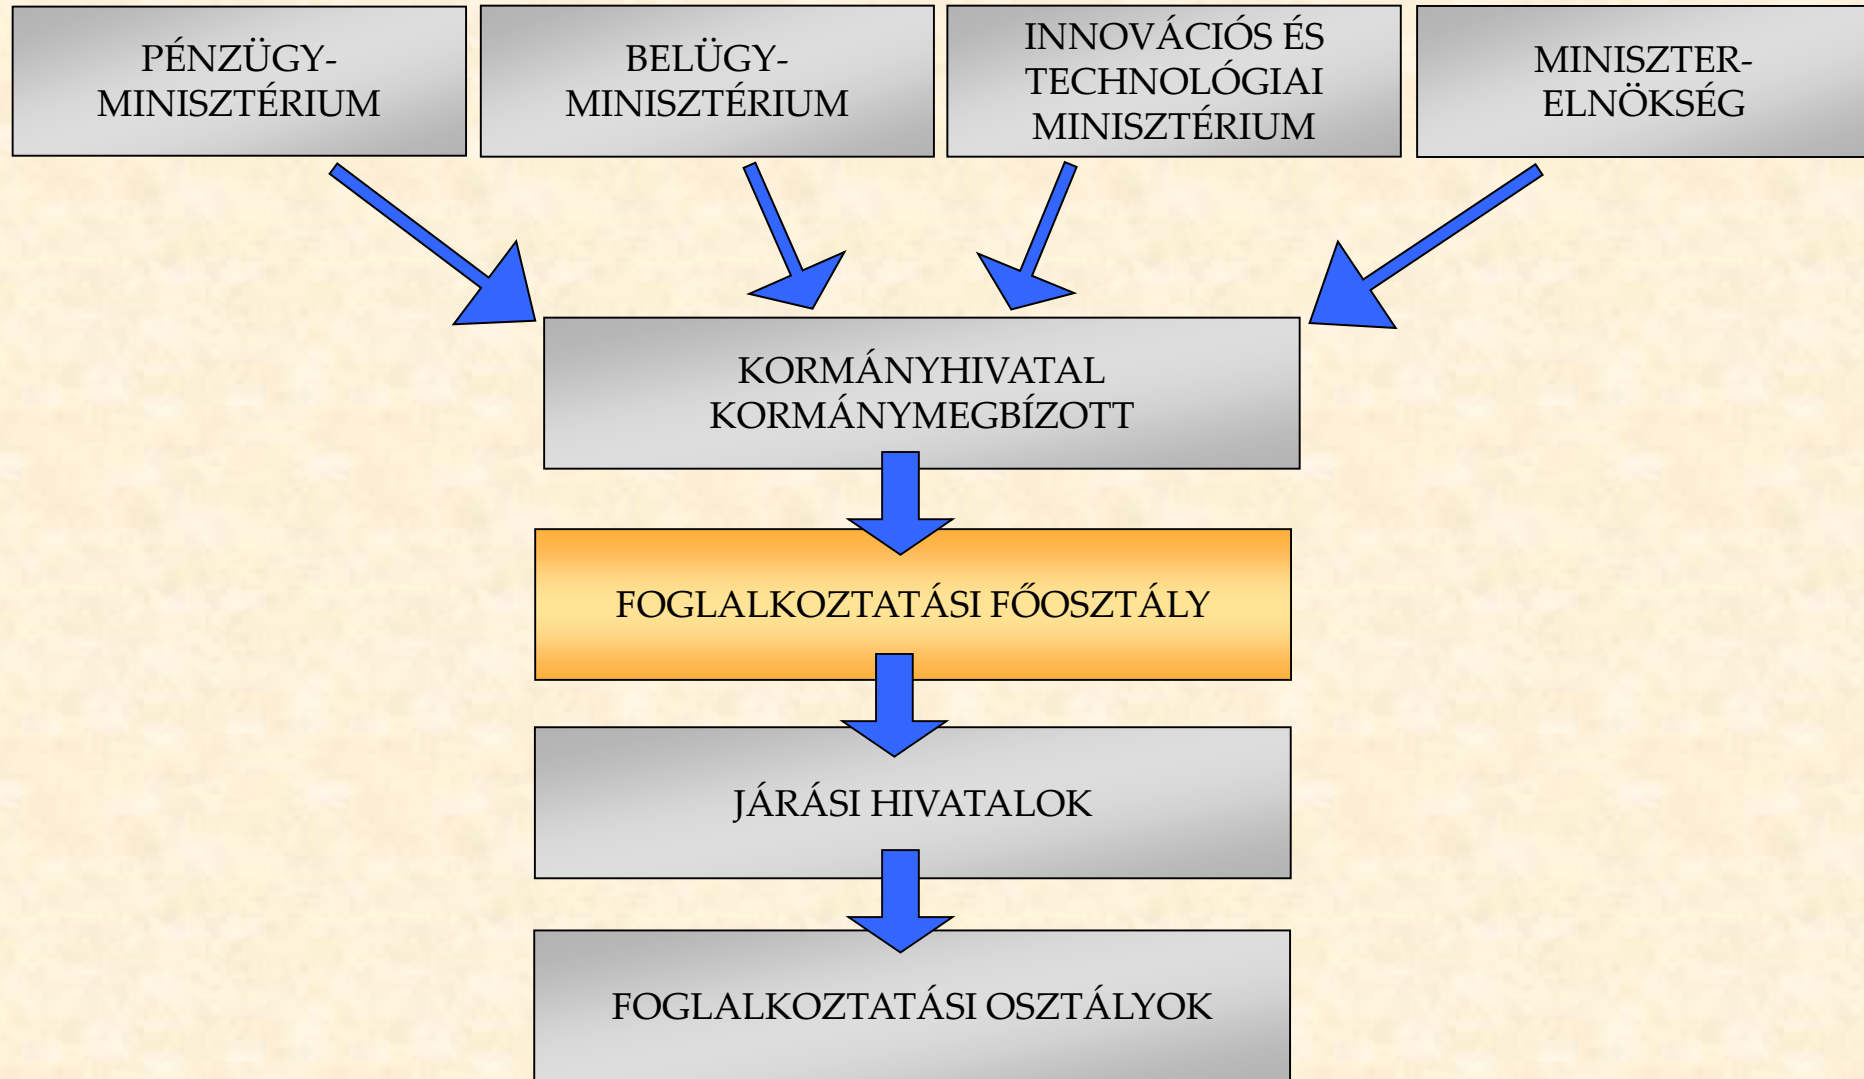 PÉNZÜGY-
MINISZTÉRIUM
BELÜGY-
MINISZTÉRIUM
INNOVÁCIÓS ÉS
TECHNOLÓGIAI
MINISZTÉRIUM
MINISZTER-
ELNÖKSÉG
KORMÁNYHIVATAL
KORMÁNYMEGBÍZOTT
FOGLALKOZTATÁSI FŐOSZTÁLY
JÁRÁSI HIVATALOK
FOGLALKOZTATÁSI OSZTÁLYOK